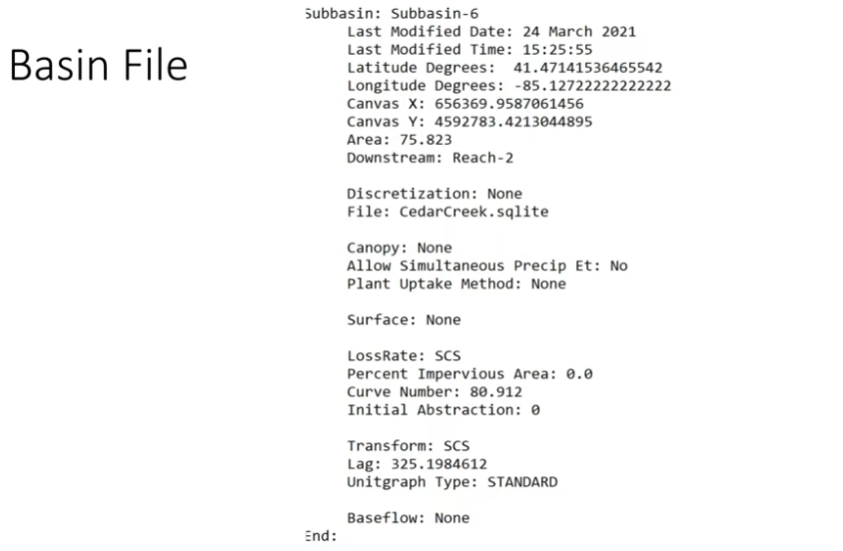 Basin File
Subbasin: Subbasin-6
Last Modified Date: 24 March 2021
Last Modified Time: 15:25:55
Latitude Degrees:  41.47141536465542
Longitude Degrees: -85.12722222222222
Canvas X: 656369.9587061456
Canvas Y: 4592783.4213044895
Area: 75.823
Downstream: Reach-2
Discretization: None
File: CedarCreek.sqlite
Canopy: None
Allow Simultaneous Precip Et: No
Plant Uptake Method: None
Surface: None
LossRate: SCS
Percent Impervious Area: 0.0
Curve Number: 80.912
Initial Abstraction: 0
Transform: SCS
Lag: 325.1984612
Unitgraph Type: STANDARD
Baseflow: None
End: